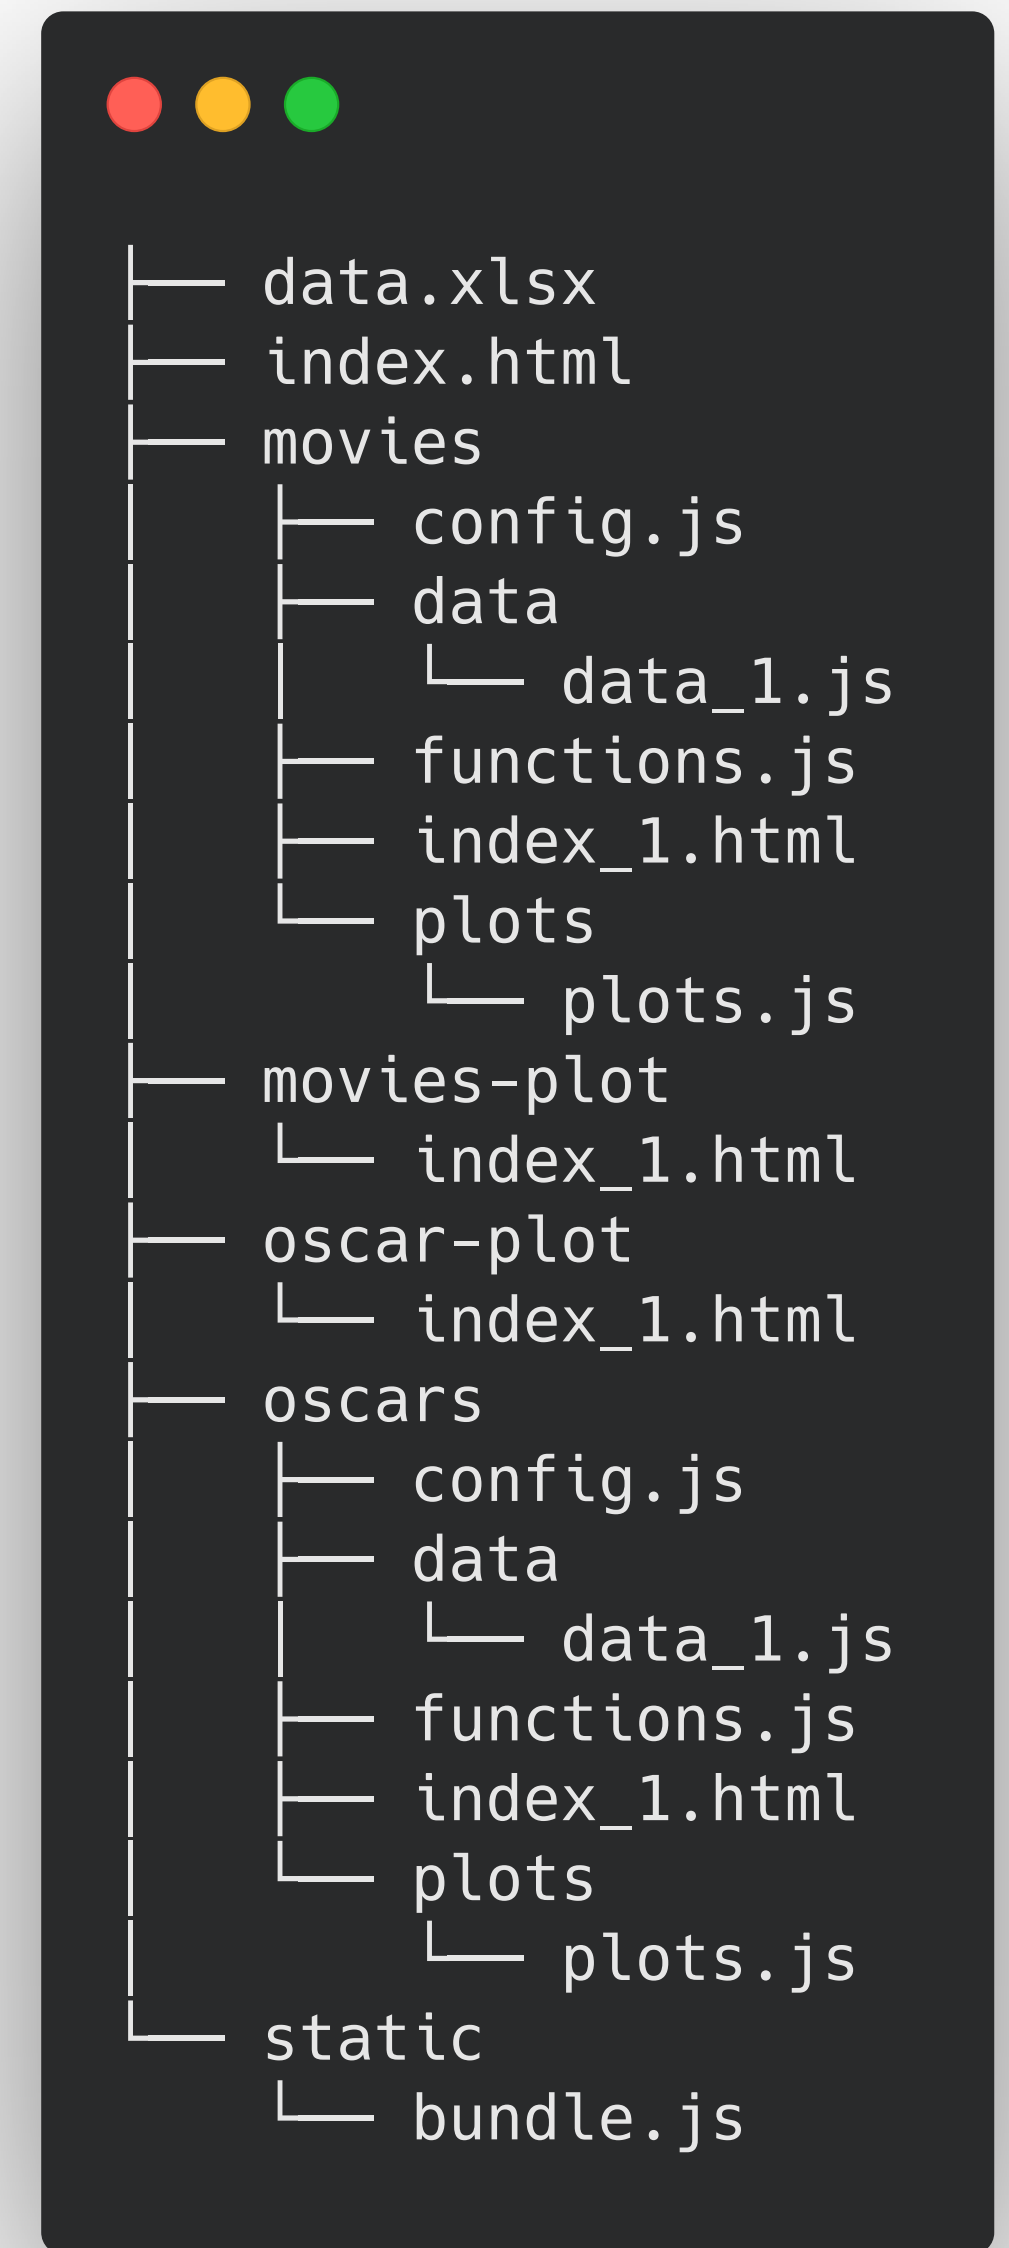 ├── data.xlsx
├── index.html
├── movies
│   ├── config.js
│   ├── data
│   │   └── data_1.js
│   ├── functions.js
│   ├── index_1.html
│   └── plots
│       └── plots.js
├── movies-plot
│   └── index_1.html
├── oscar-plot
│   └── index_1.html
├── oscars
│   ├── config.js
│   ├── data
│   │   └── data_1.js
│   ├── functions.js
│   ├── index_1.html
│   └── plots
│       └── plots.js
└── static
    └── bundle.js